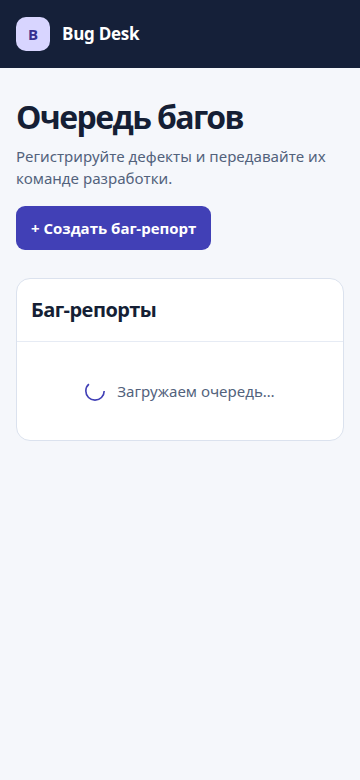 B
Bug Desk
Очередь багов
Регистрируйте дефекты и передавайте их
команде разработки.
+ Создать баг-репорт
Баг-репорты
Загружаем очередь…